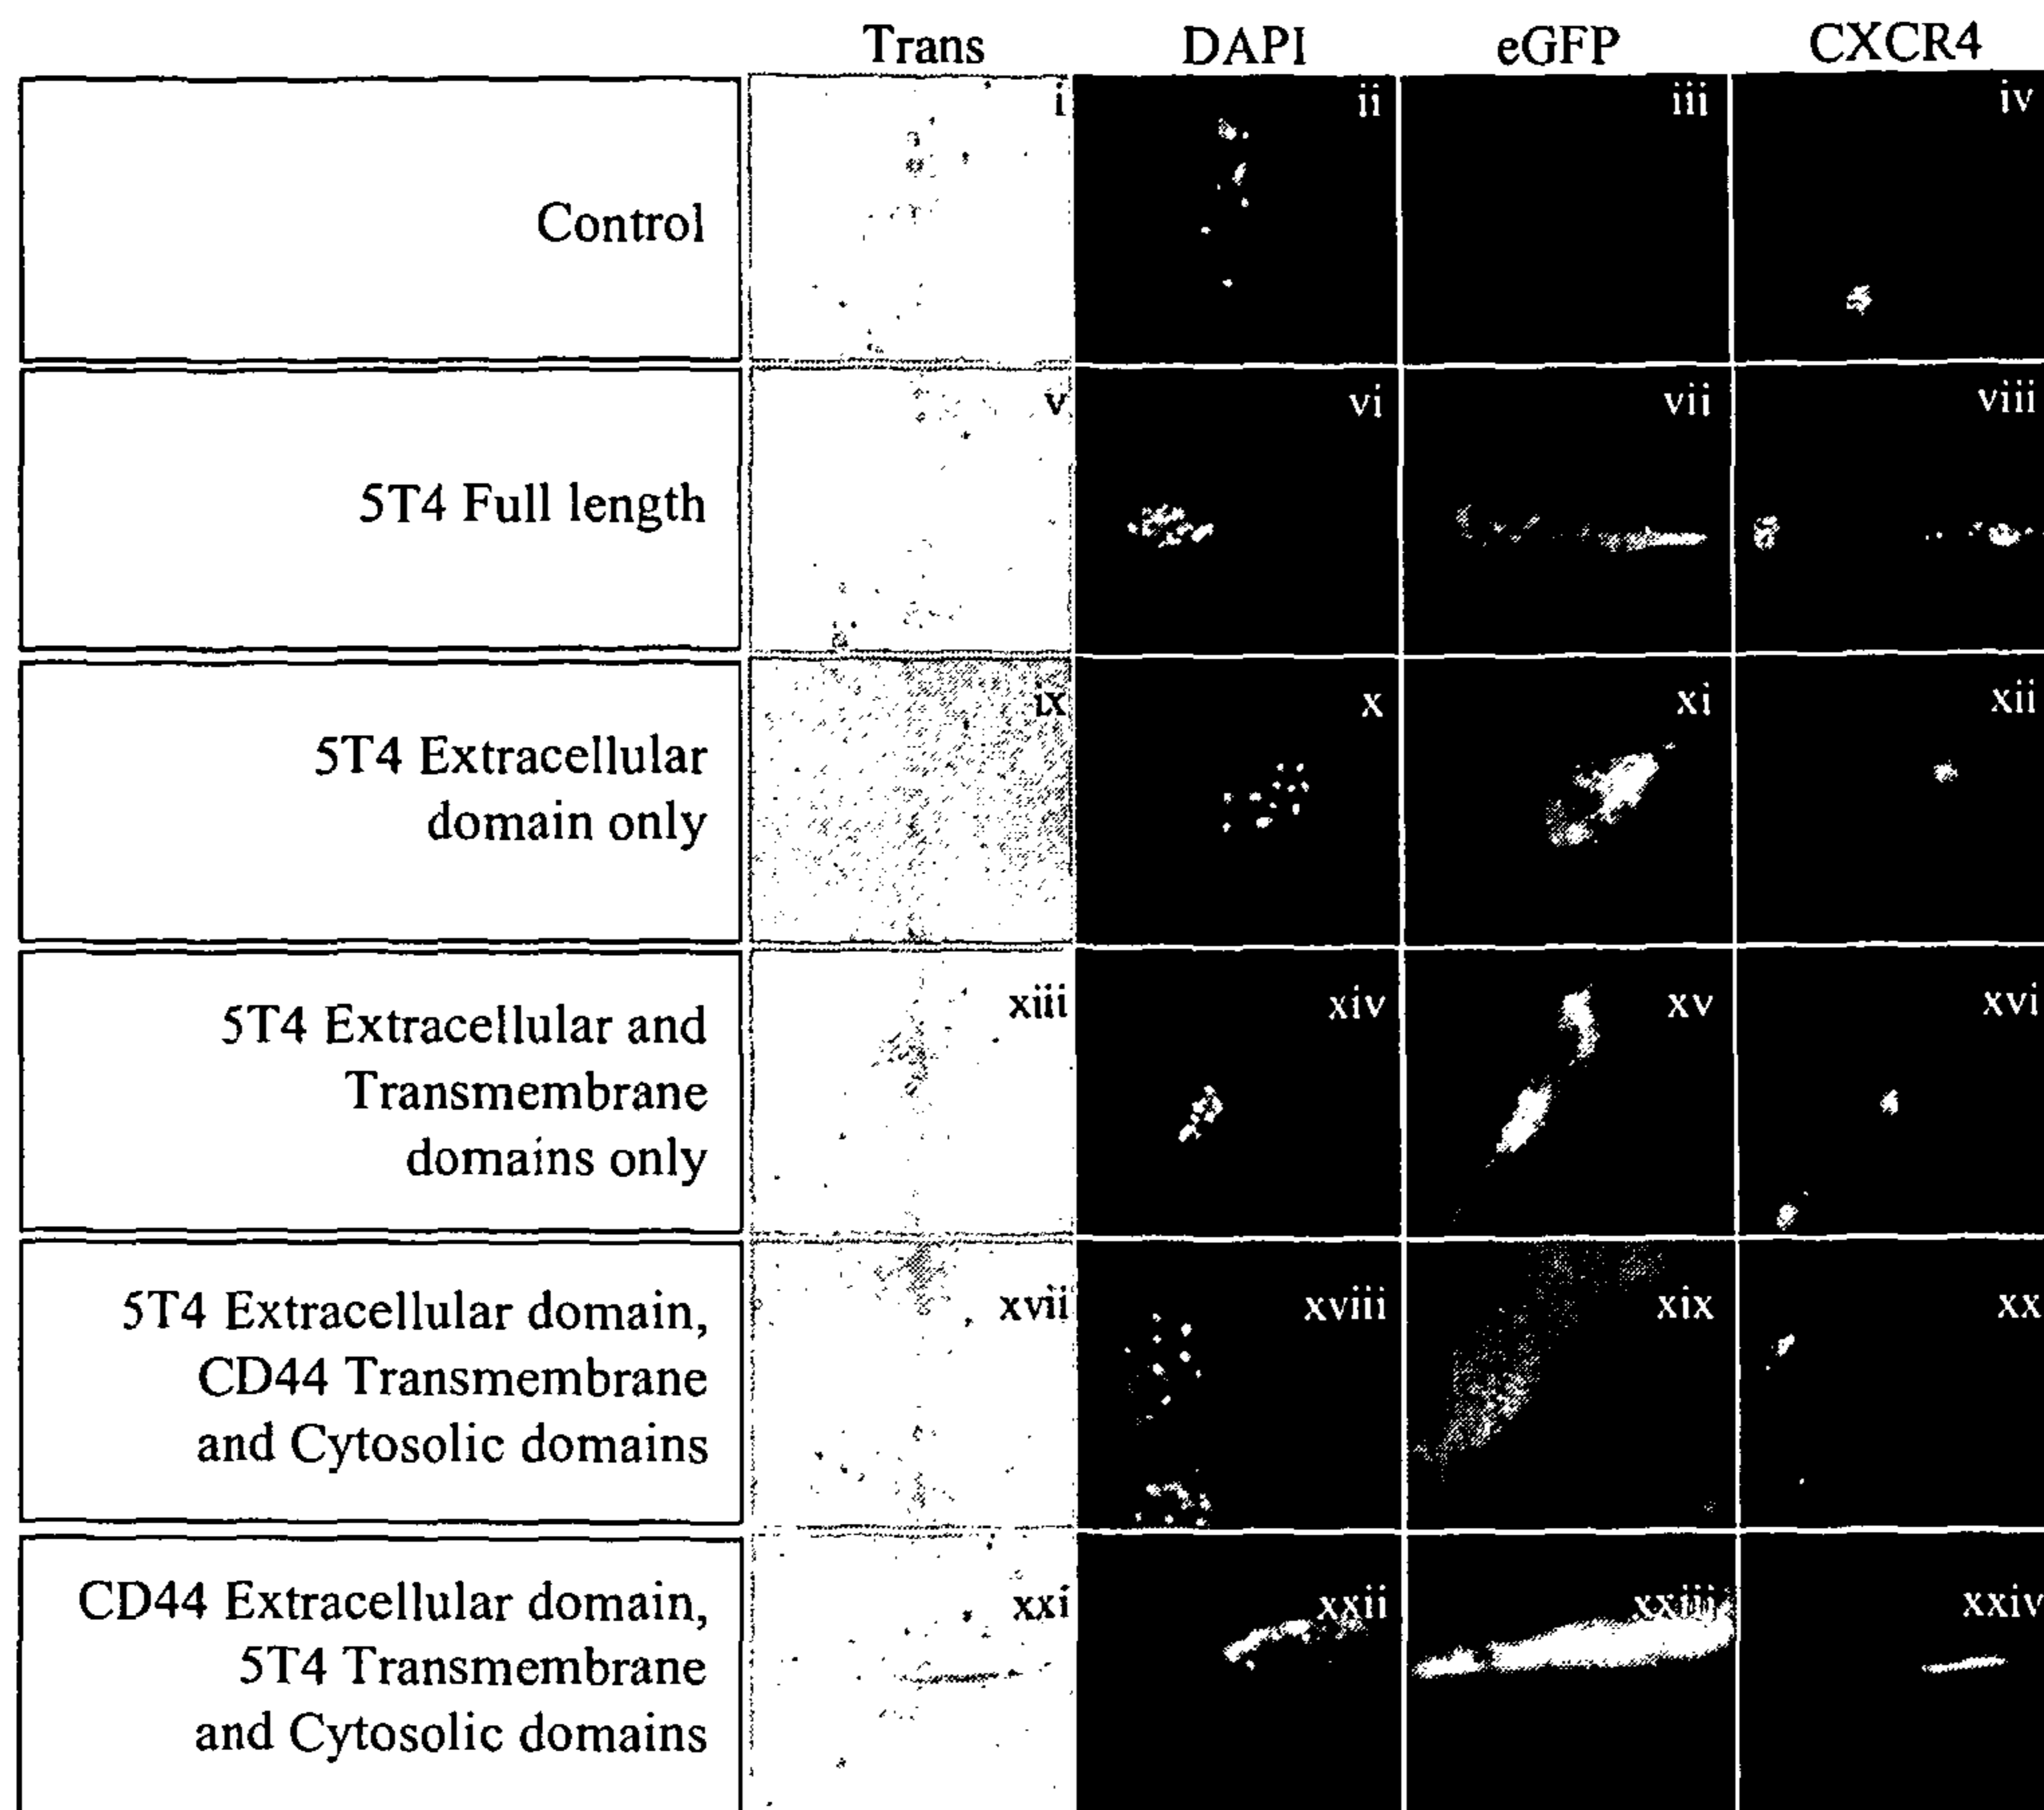 Trans DAPI eGFP CXCR4
i ii iii iv
Control
v vi vii viii
5T4 Full length
ix x xi xii
5T4 Extracellular
domain only
xiii xiv xv xvi
5T4 Extracellular and
Transmembrane
domains only
xvii xviii xix xx
5T4 Extracellular domain,
CD44 Transmembrane
and Cytosolic domains
xxi xxii xxiii xxiv
CD44 Extracellular domain,
5T4 Transmembrane
and Cytosolic domains